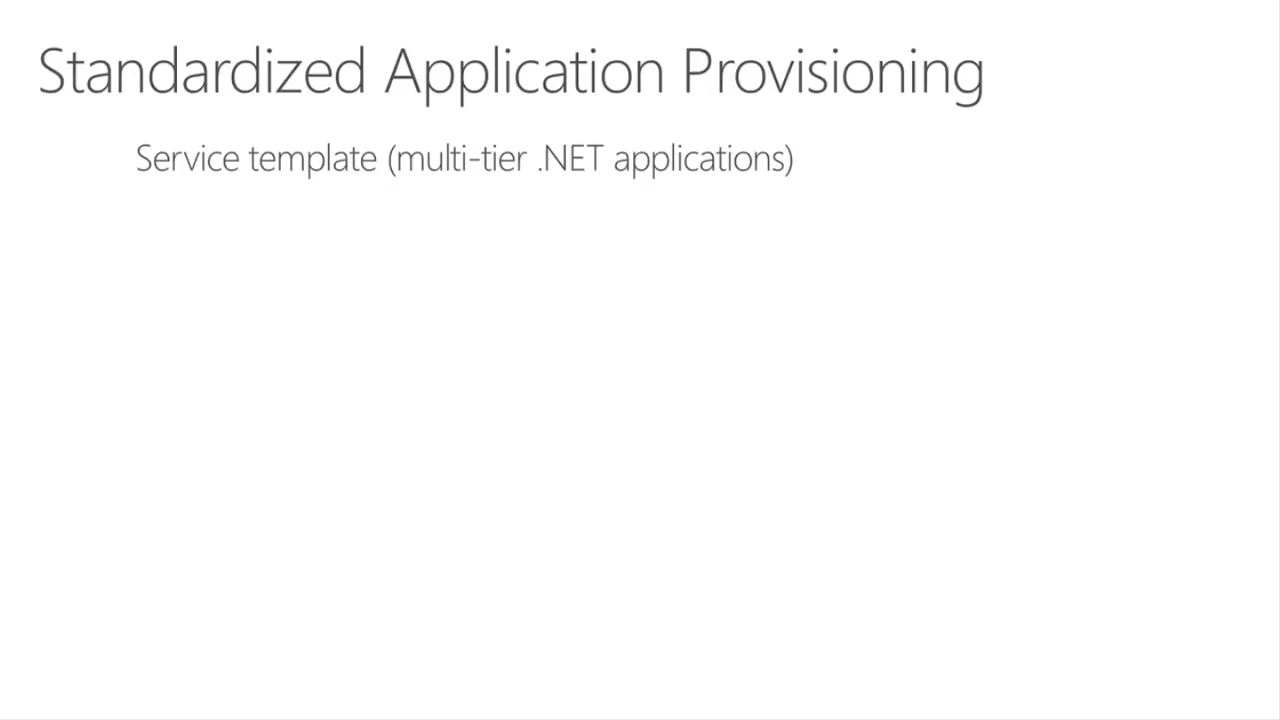 Standardized Application Provisioning
Service template (multi-tier .NET applications)